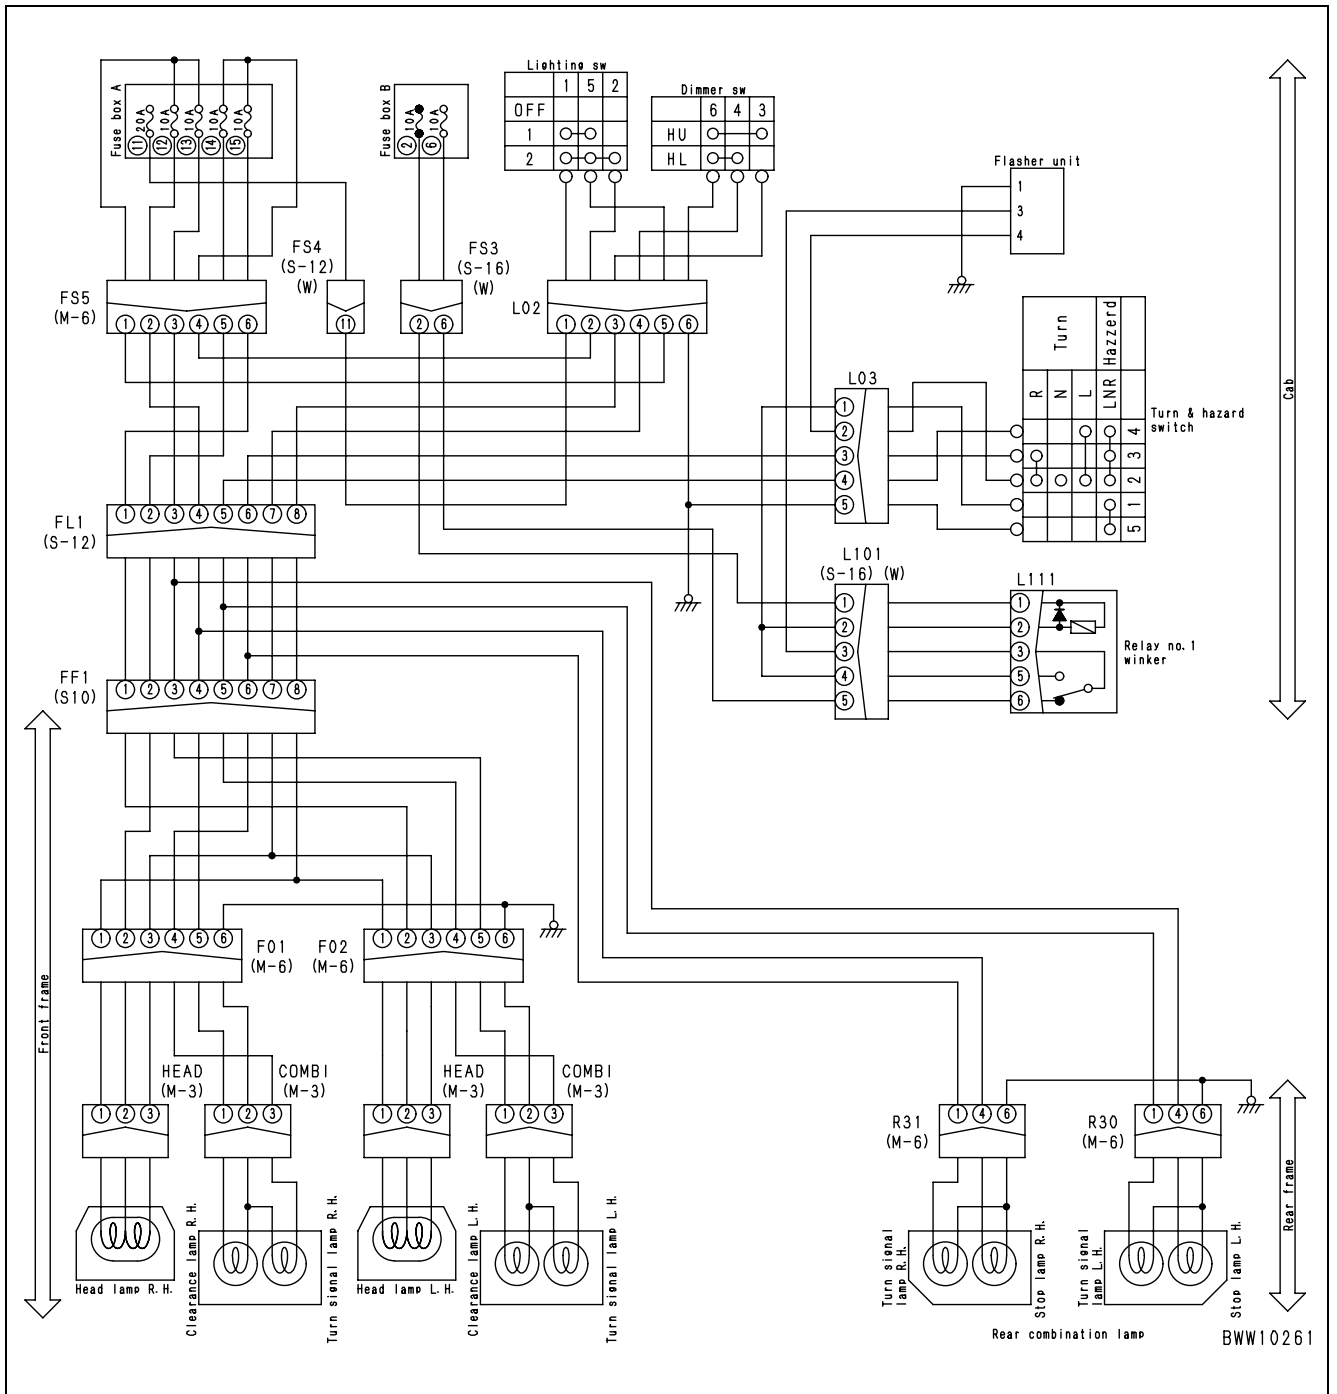 Lighting sw
1 5 2
OFF
1
2
Dimmer sw
6 4 3
HU
HL
Fuse box A
20A 10A 10A 10A 10A
11 12 13 14 15
Fuse box B
10A 10A
2 6
Flasher unit
1
3
4
FS4
(S-12)
(W)
11
FS3
(S-16)
(W)
2 6
FS5
(M-6)
1 2 3 4 5 6
L02
1 2 3 4 5 6
Turn
Hazzerd
R N L LNR
4
3
2
1
5
Turn & hazard
switch
L03
1
2
3
4
5
Cab
FL1
(S-12)
1 2 3 4 5 6 7 8
L101
(S-16) (W)
1
2
3
4
5
L111
1
2
3
5
6
Relay no.1
winker
FF1
(S10)
1 2 3 4 5 6 7 8
Front frame
1 2 3 4 5 6
F01
(M-6)
F02
(M-6)
1 2 3 4 5 6
HEAD
(M-3)
1 2 3
COMBI
(M-3)
1 2 3
HEAD
(M-3)
1 2 3
COMBI
(M-3)
1 2 3
R31
(M-6)
1 4 6
R30
(M-6)
1 4 6
Rear frame
Head lamp R.H.
Clearance lamp R.H.
Turn signal lamp R.H.
Head lamp L.H.
Clearance lamp L.H.
Turn signal lamp L.H.
Turn signal
lamp R.H.
Stop lamp R.H.
Turn signal
lamp L.H.
Stop lamp L.H.
Rear combination lamp
BWW10261